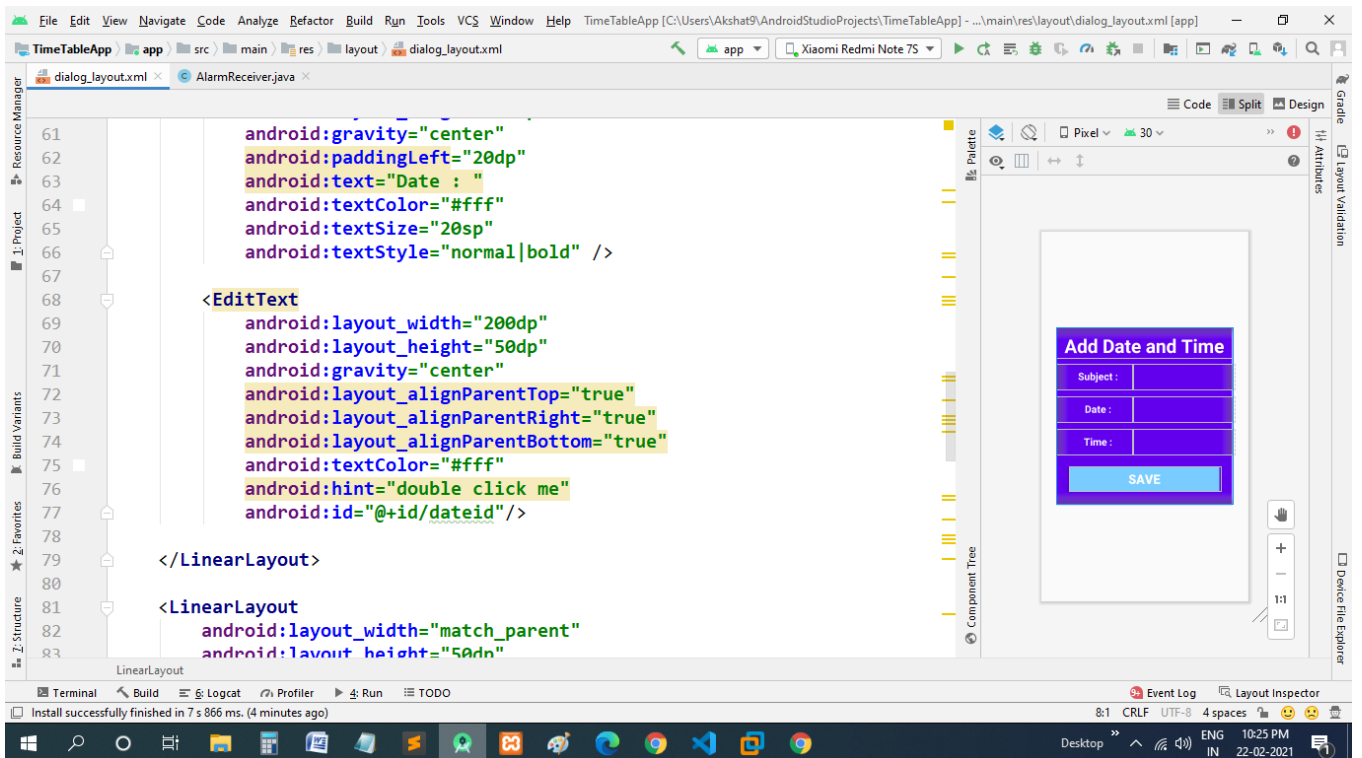 File Edit View Navigate Code Analyze Refactor Build Run Tools VCS Window Help TimeTableApp [C:\Users\Akshat9\AndroidStudioProjects\TimeTableApp] - ...\main\res\layout\dialog_layout.xml [app]
TimeTableApp app src main res layout dialog_layout.xml app Xiaomi Redmi Note 7S
dialog_layout.xml AlarmReceiver.java
Code Split Design
61 android:gravity="center"
62 android:paddingLeft="20dp"
63 android:text="Date : "
64 android:textColor="#fff"
65 android:textSize="20sp"
66 android:textStyle="normal|bold" />
67
68 <EditText
69 android:layout_width="200dp"
70 android:layout_height="50dp"
71 android:gravity="center"
72 android:layout_alignParentTop="true"
73 android:layout_alignParentRight="true"
74 android:layout_alignParentBottom="true"
75 android:textColor="#fff"
76 android:hint="double click me"
77 android:id="@+id/dateid"/>
78
79 </LinearLayout>
80
81 <LinearLayout
82 android:layout_width="match_parent"
83 android:layout_height="50dp"
LinearLayout
Resource Manager
1: Project
Build Variants
2: Favorites
7: Structure
Palette
Component Tree
Pixel 30
Add Date and Time
Subject :
Date :
Time :
SAVE
1:1
Attributes
Gradle
Layout Validation
Device File Explorer
Terminal Build 6: Logcat Profiler 4: Run TODO 9+ Event Log Layout Inspector
Install successfully finished in 7 s 866 ms. (4 minutes ago) 8:1 CRLF UTF-8 4 spaces
Desktop ENG 10:25 PM
IN 22-02-2021